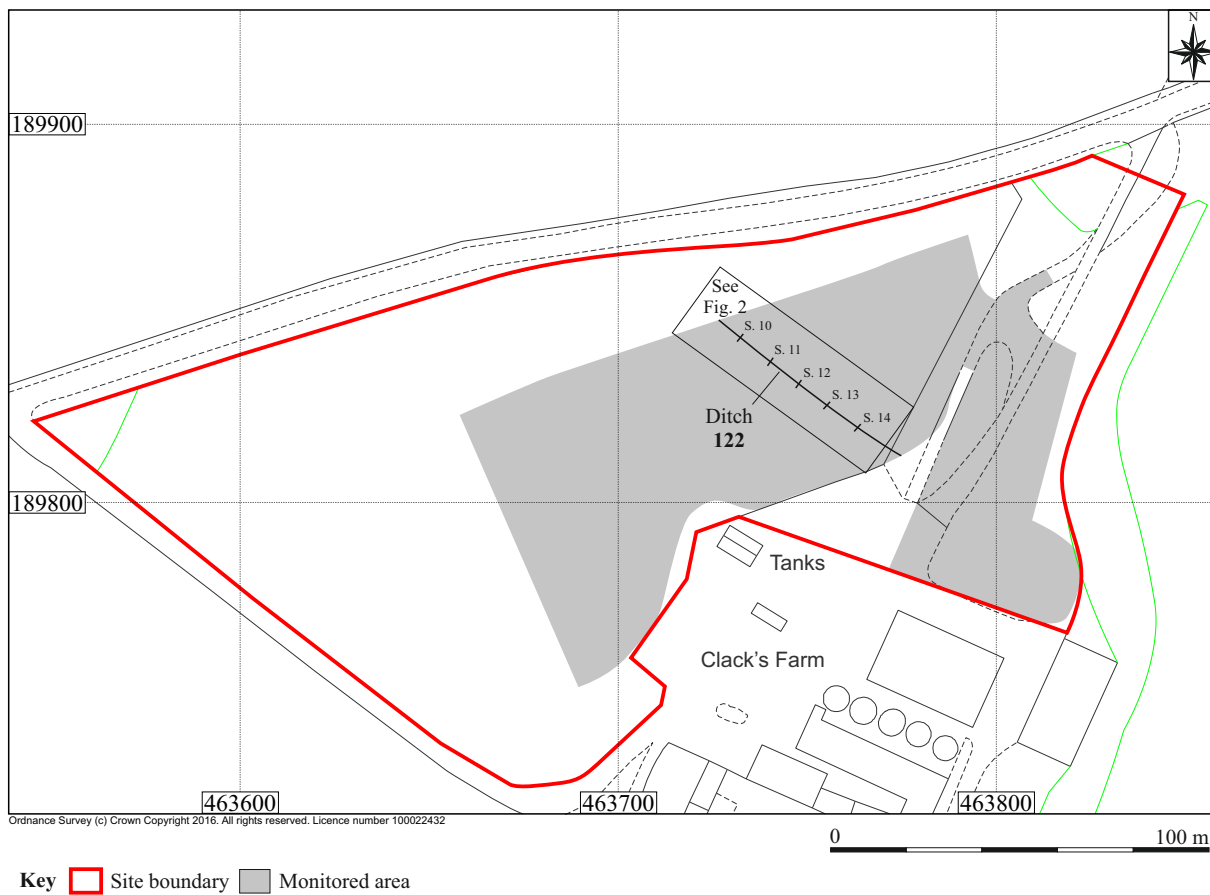 N
189900
See
Fig. 2
S. 10
S. 11
S. 12
S. 13
S. 14
Ditch
122
189800
Tanks
Clack's Farm
463600
463700
463800
Ordnance Survey (c) Crown Copyright 2016. All rights reserved. Licence number 100022432
0
100 m
Key
Site boundary
Monitored area